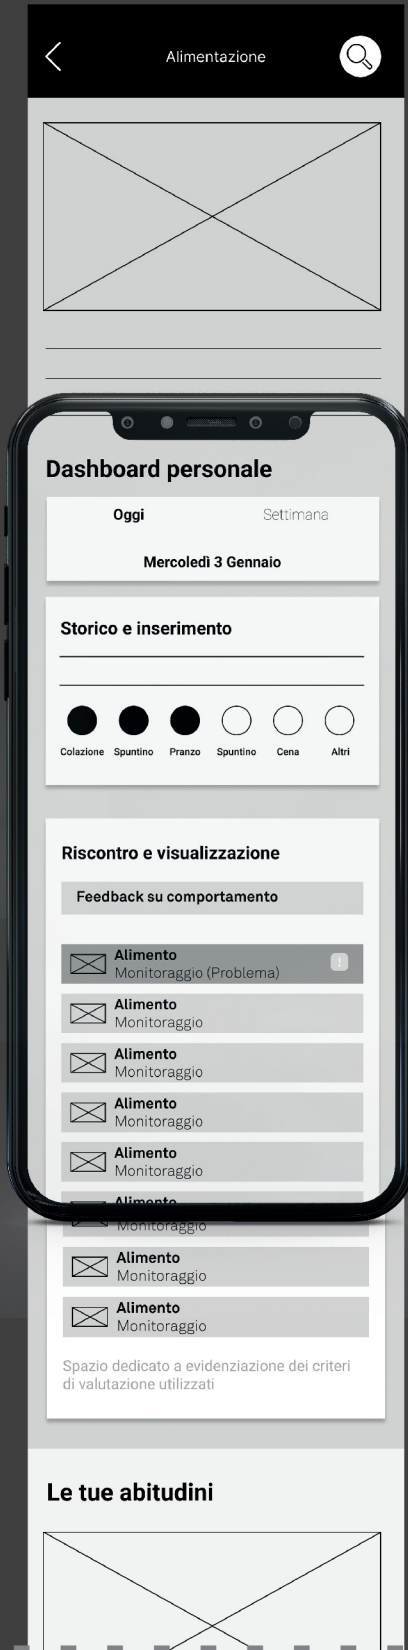 Alimentazione
Dashboard personale
Oggi
Settimana
Mercoledì 3 Gennaio
Storico e inserimento
Colazione
Spuntino
Pranzo
Spuntino
Cena
Altri
Riscontro e visualizzazione
Feedback su comportamento
Alimento
Monitoraggio (Problema)
!
Alimento
Monitoraggio
Alimento
Monitoraggio
Alimento
Monitoraggio
Alimento
Monitoraggio
Alimento
Monitoraggio
Alimento
Monitoraggio
Alimento
Monitoraggio
Spazio dedicato a evidenziazione dei criteri
di valutazione utilizzati
Le tue abitudini